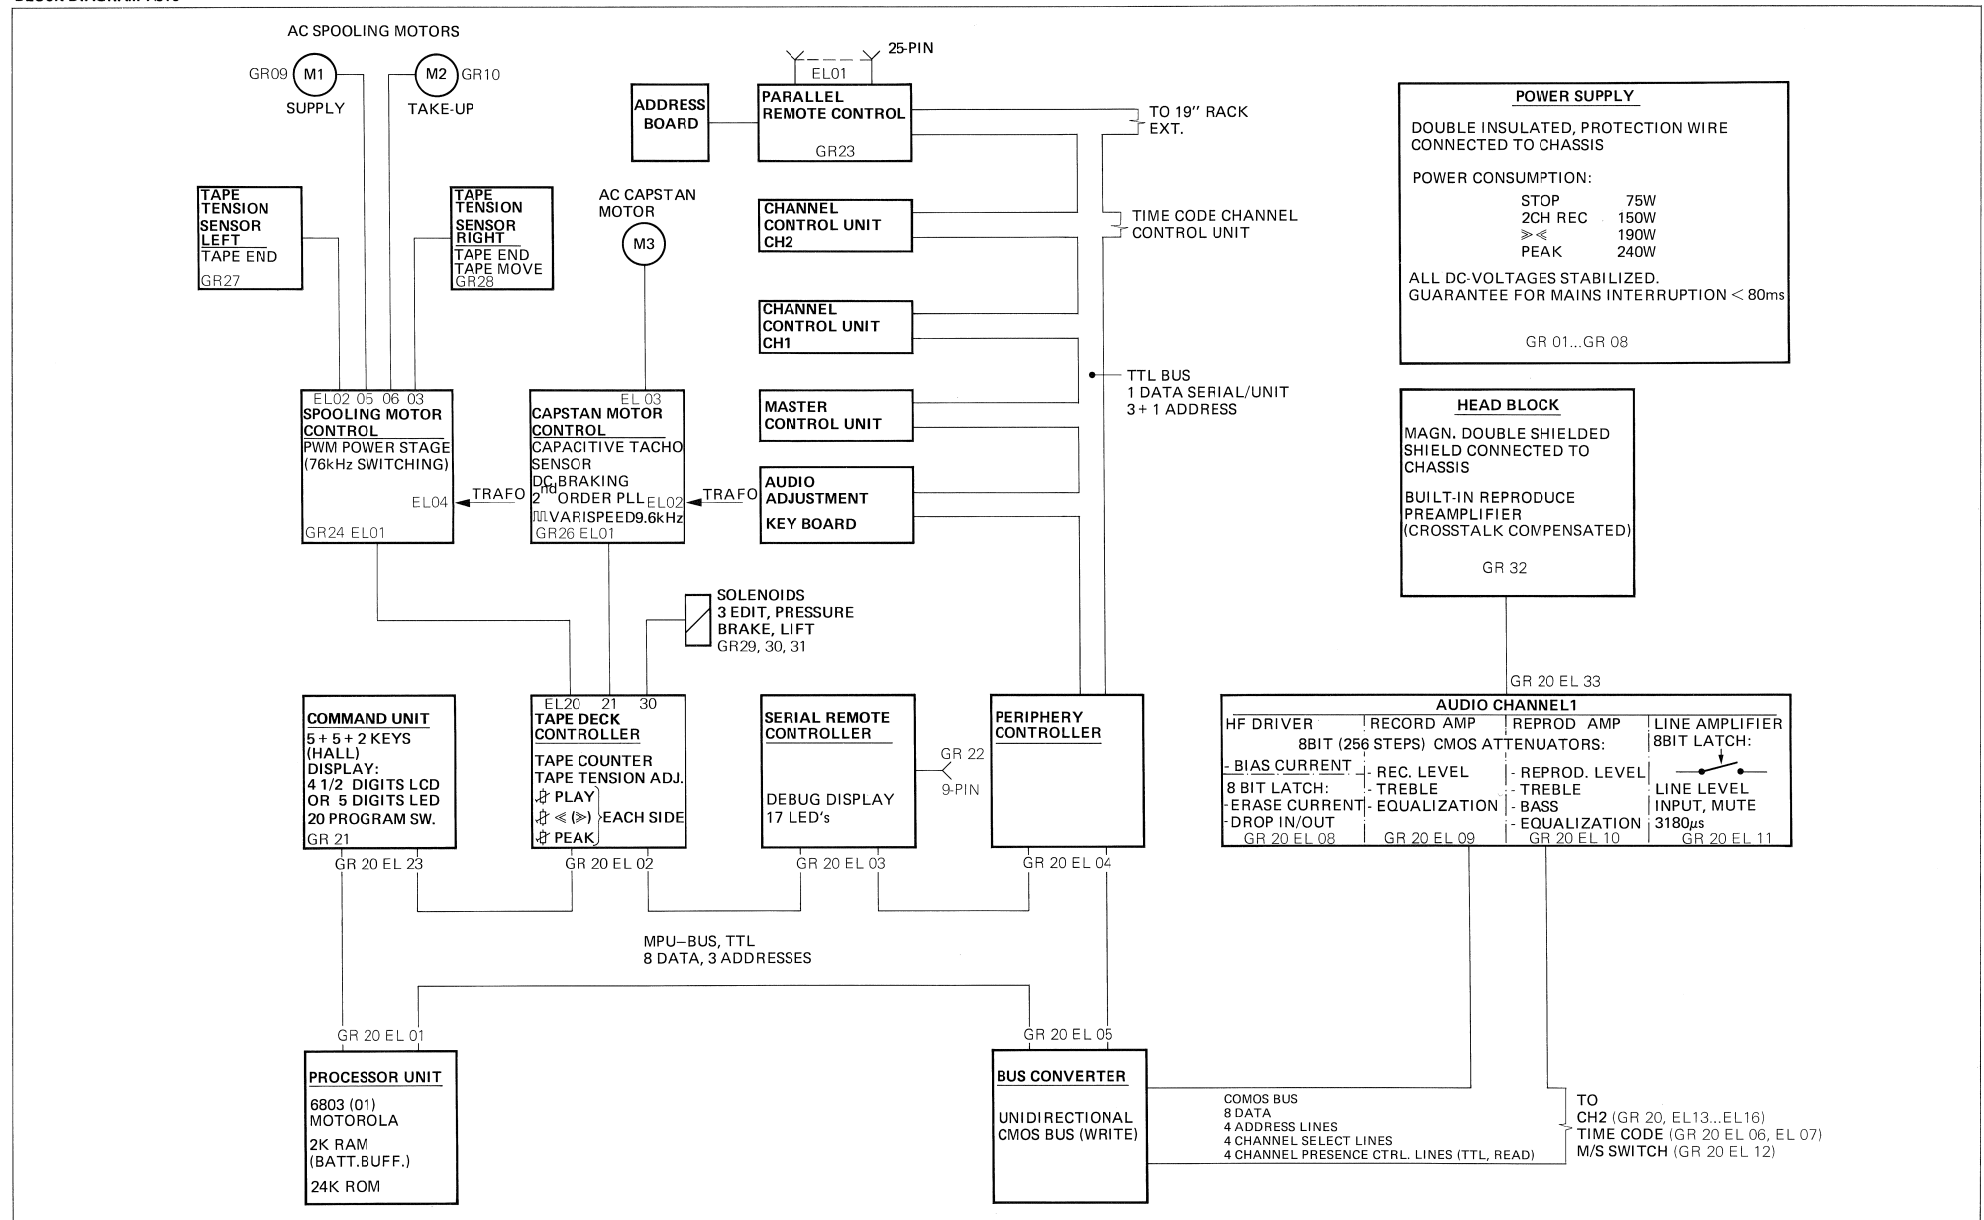 AC SPOOLING MOTORS
GR09 M1
SUPPLY
M2 GR10
TAKE-UP
25-PIN
EL01
ADDRESS
BOARD
PARALLEL
REMOTE CONTROL
GR23
TO 19" RACK
EXT.
TAPE
TENSION
SENSOR
LEFT
TAPE END
GR27
TAPE
TENSION
SENSOR
RIGHT
TAPE END
TAPE MOVE
GR28
AC CAPSTAN
MOTOR
M3
CHANNEL
CONTROL UNIT
CH2
TIME CODE CHANNEL
CONTROL UNIT
CHANNEL
CONTROL UNIT
CH1
TTL BUS
1 DATA SERIAL/UNIT
3 + 1 ADDRESS
MASTER
CONTROL UNIT
AUDIO
ADJUSTMENT
KEY BOARD
POWER SUPPLY
DOUBLE INSULATED, PROTECTION WIRE
CONNECTED TO CHASSIS
POWER CONSUMPTION:
STOP 75W
2CH REC 150W
⋟⋞ 190W
PEAK 240W
ALL DC-VOLTAGES STABILIZED.
GUARANTEE FOR MAINS INTERRUPTION < 80ms
GR 01...GR 08
EL02 05 06 03
SPOOLING MOTOR
CONTROL
PWM POWER STAGE
(76kHz SWITCHING)
EL04
GR24 EL01
TRAFO
EL 03
CAPSTAN MOTOR
CONTROL
CAPACITIVE TACHO
SENSOR
DC BRAKING
2nd ORDER PLL EL02
VARISPEED9.6kHz
GR26 EL01
TRAFO
HEAD BLOCK
MAGN. DOUBLE SHIELDED
SHIELD CONNECTED TO
CHASSIS
BUILT-IN REPRODUCE
PREAMPLIFIER
(CROSSTALK COMPENSATED)
GR 32
SOLENOIDS
3 EDIT, PRESSURE
BRAKE, LIFT
GR29, 30, 31
COMMAND UNIT
5 + 5 + 2 KEYS
(HALL)
DISPLAY:
4 1/2 DIGITS LCD
OR 5 DIGITS LED
20 PROGRAM SW.
GR 21
GR 20 EL 23
EL20 21 30
TAPE DECK
CONTROLLER
TAPE COUNTER
TAPE TENSION ADJ.
PLAY
≪ (≫) EACH SIDE
PEAK
GR 20 EL 02
SERIAL REMOTE
CONTROLLER
DEBUG DISPLAY
17 LED's
GR 22
9-PIN
GR 20 EL 03
PERIPHERY
CONTROLLER
GR 20 EL 04
GR 20 EL 33
AUDIO CHANNEL1
HF DRIVER RECORD AMP REPROD AMP LINE AMPLIFIER
8BIT (256 STEPS) CMOS ATTENUATORS:
8BIT LATCH:
- BIAS CURRENT
8 BIT LATCH:
-ERASE CURRENT
-DROP IN/OUT
GR 20 EL 08
- REC. LEVEL
- TREBLE
- EQUALIZATION
GR 20 EL 09
- REPROD. LEVEL
- TREBLE
- BASS
- EQUALIZATION
GR 20 EL 10
LINE LEVEL
INPUT, MUTE
3180µs
GR 20 EL 11
MPU–BUS, TTL
8 DATA, 3 ADDRESSES
GR 20 EL 01
PROCESSOR UNIT
6803 (01)
MOTOROLA
2K RAM
(BATT.BUFF.)
24K ROM
GR 20 EL 05
BUS CONVERTER
UNIDIRECTIONAL
CMOS BUS (WRITE)
COMOS BUS
8 DATA
4 ADDRESS LINES
4 CHANNEL SELECT LINES
4 CHANNEL PRESENCE CTRL. LINES (TTL, READ)
TO
CH2 (GR 20, EL13...EL16)
TIME CODE (GR 20 EL 06, EL 07)
M/S SWITCH (GR 20 EL 12)